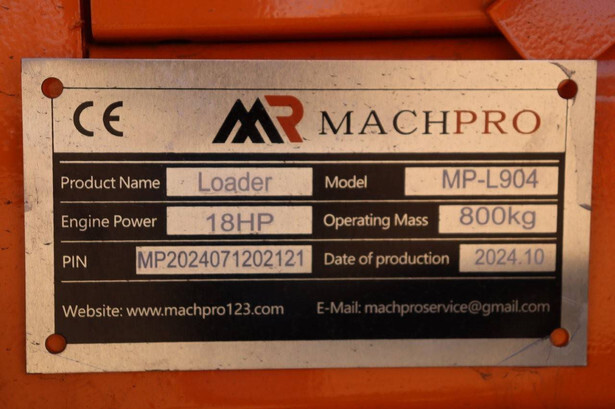 CE MR MACHPRO
Product Name Loader Model MP-L904
Engine Power 18HP Operating Mass 800kg
PIN MP2024071202121 Date of production 2024.10
Website: www.machpro123.com E-Mail: machproservice@gmail.com